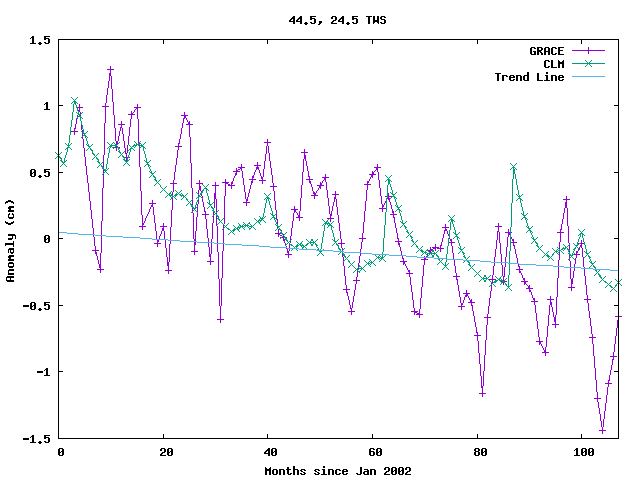 44.5, 24.5 TWS
GRACE
CLM
Trend Line
1.5
1
0.5
0
-0.5
-1
-1.5
Anomaly (cm)
0 20 40 60 80 100
Months since Jan 2002